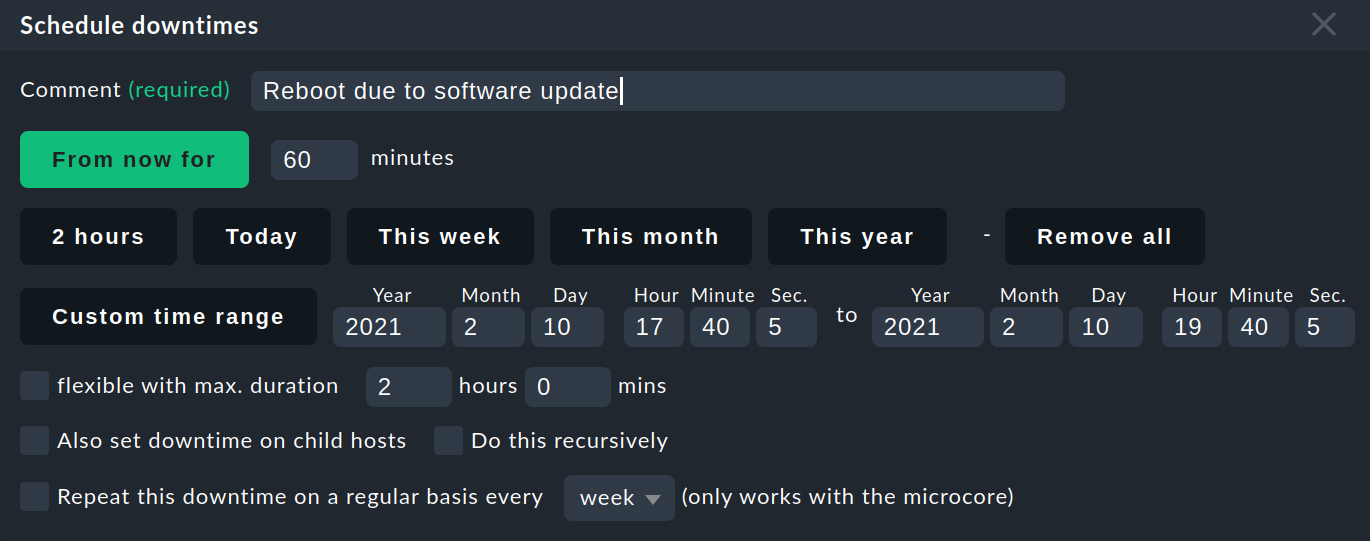 Schedule downtimes
Comment (required) Reboot due to software update
From now for 60 minutes
2 hours Today This week This month This year - Remove all
Year Month Day Hour Minute Sec. Year Month Day Hour Minute Sec.
Custom time range 2021 2 10 17 40 5 to 2021 2 10 19 40 5
flexible with max. duration 2 hours 0 mins
Also set downtime on child hosts Do this recursively
Repeat this downtime on a regular basis every week (only works with the microcore)